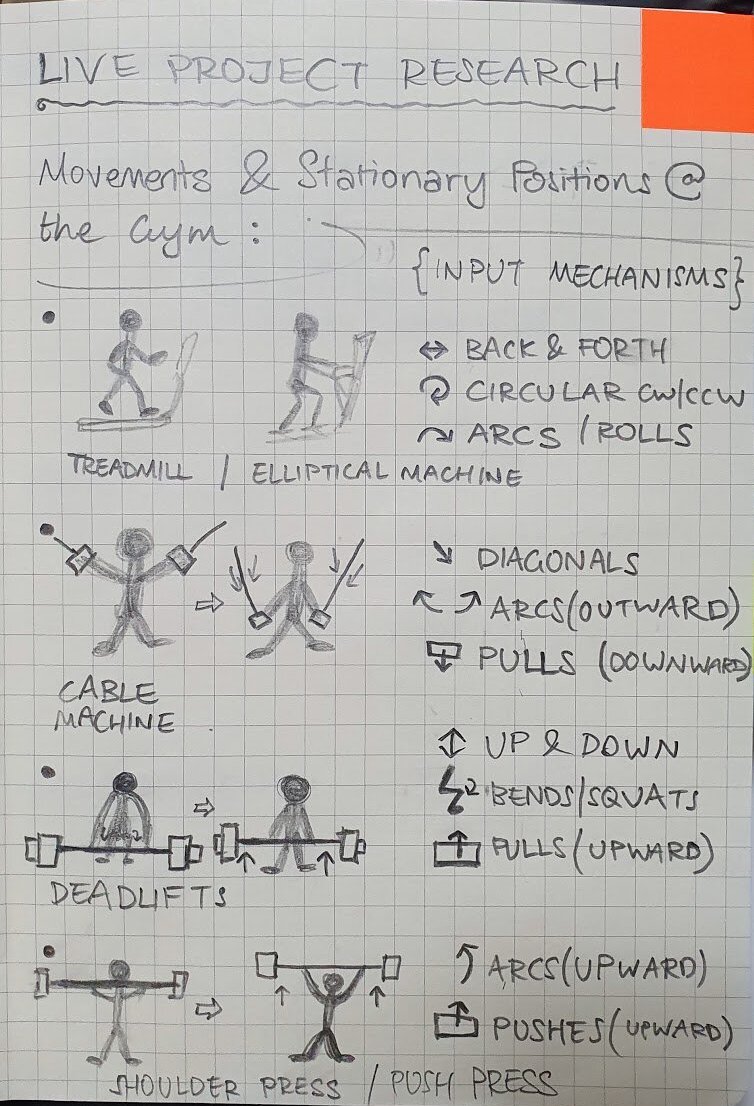 LIVE PROJECT RESEARCH
Movements & Stationary Positions @
the Gym :
{INPUT MECHANISMS}
↔ BACK & FORTH
CIRCULAR CW/CCW
ARCS / ROLLS
TREADMILL / ELLIPTICAL MACHINE
↘ DIAGONALS
↖ ↗ ARCS (OUTWARD)
PULLS (DOWNWARD)
CABLE
MACHINE
↕ UP & DOWN
BENDS/SQUATS
PULLS (UPWARD)
DEADLIFTS
ARCS (UPWARD)
PUSHES (UPWARD)
SHOULDER PRESS / PUSH PRESS